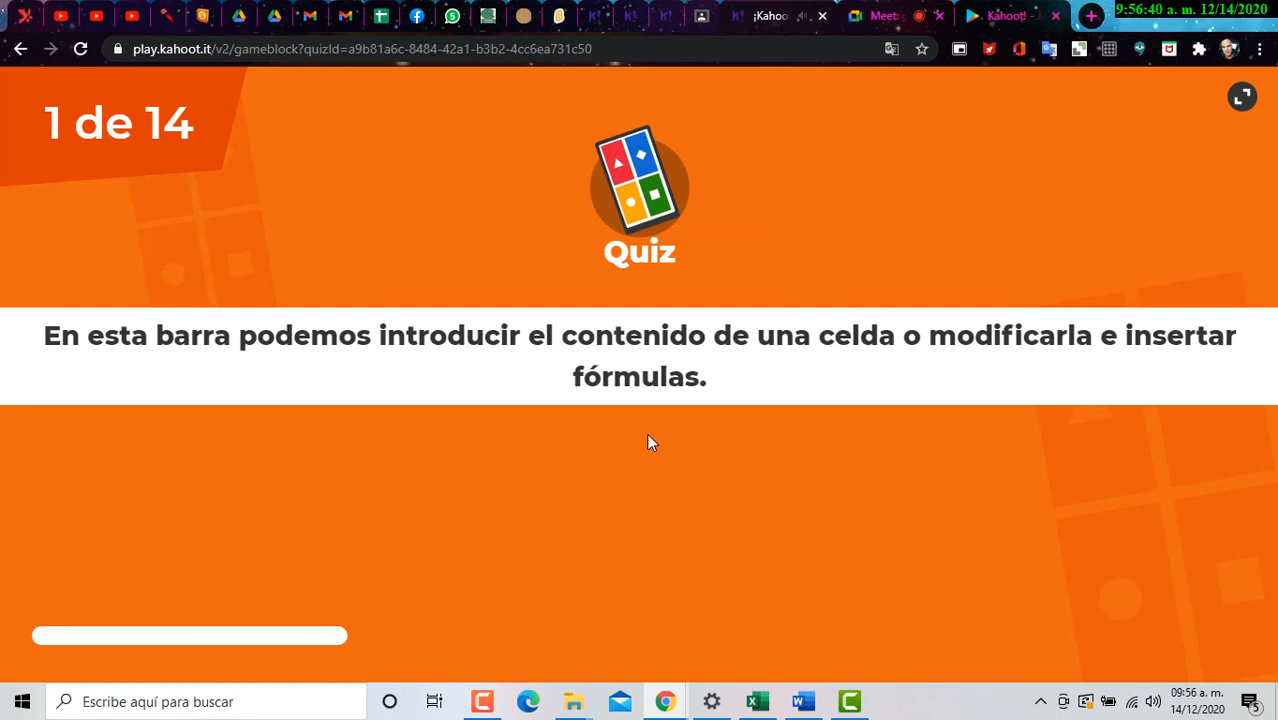 ¡Kahoo
Meet:
Kahoot! -
9:56:40 a. m. 12/14/2020
play.kahoot.it/v2/gameblock?quizId=a9b81a6c-8484-42a1-b3b2-4cc6ea731c50
1 de 14
Quiz
En esta barra podemos introducir el contenido de una celda o modificarla e insertar
fórmulas.
Escribe aquí para buscar
09:56 a. m.
14/12/2020
5